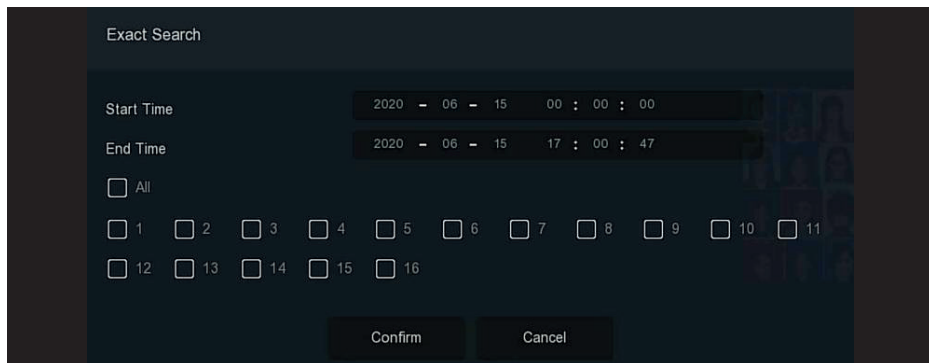 Exact Search
Start Time 2020 - 06 - 15 00 : 00 : 00
End Time 2020 - 06 - 15 17 : 00 : 47
All
1 2 3 4 5 6 7 8 9 10 11
12 13 14 15 16
Confirm Cancel